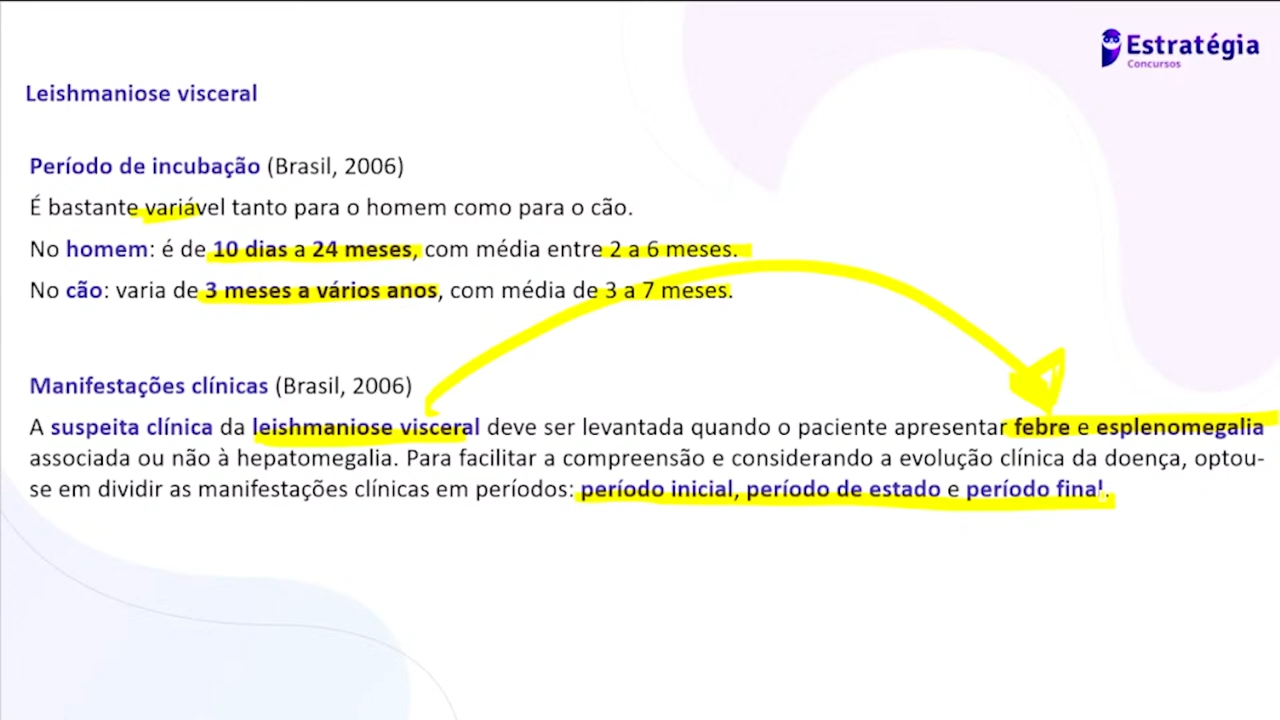 Estratégia
Concursos
Leishmaniose visceral
Período de incubação (Brasil, 2006)
É bastante variável tanto para o homem como para o cão.
No homem: é de 10 dias a 24 meses, com média entre 2 a 6 meses.
No cão: varia de 3 meses a vários anos, com média de 3 a 7 meses.
Manifestações clínicas (Brasil, 2006)
A suspeita clínica da leishmaniose visceral deve ser levantada quando o paciente apresentar febre e esplenomegalia
associada ou não à hepatomegalia. Para facilitar a compreensão e considerando a evolução clínica da doença, optou-
se em dividir as manifestações clínicas em períodos: período inicial, período de estado e período final.